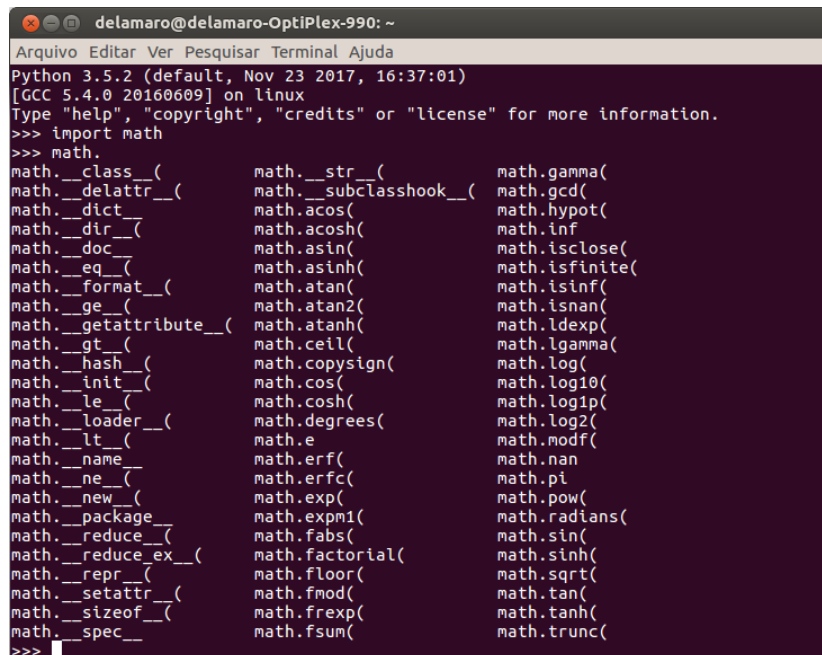 delamaro@delamaro-OptiPlex-990: ~
Arquivo Editar Ver Pesquisar Terminal Ajuda
Python 3.5.2 (default, Nov 23 2017, 16:37:01)
[GCC 5.4.0 20160609] on linux
Type "help", "copyright", "credits" or "license" for more information.
>>> import math
>>> math.
math.__class__( math.__str__( math.gamma(
math.__delattr__( math.__subclasshook__( math.gcd(
math.__dict__ math.acos( math.hypot(
math.__dir__( math.acosh( math.inf
math.__doc__ math.asin( math.isclose(
math.__eq__( math.asinh( math.isfinite(
math.__format__( math.atan( math.isinf(
math.__ge__( math.atan2( math.isnan(
math.__getattribute__( math.atanh( math.ldexp(
math.__gt__( math.ceil( math.lgamma(
math.__hash__( math.copysign( math.log(
math.__init__( math.cos( math.log10(
math.__le__( math.cosh( math.log1p(
math.__loader__( math.degrees( math.log2(
math.__lt__( math.e math.modf(
math.__name__ math.erf( math.nan
math.__ne__( math.erfc( math.pi
math.__new__( math.exp( math.pow(
math.__package__ math.expm1( math.radians(
math.__reduce__( math.fabs( math.sin(
math.__reduce_ex__( math.factorial( math.sinh(
math.__repr__( math.floor( math.sqrt(
math.__setattr__( math.fmod( math.tan(
math.__sizeof__( math.frexp( math.tanh(
math.__spec__ math.fsum( math.trunc(
>>>